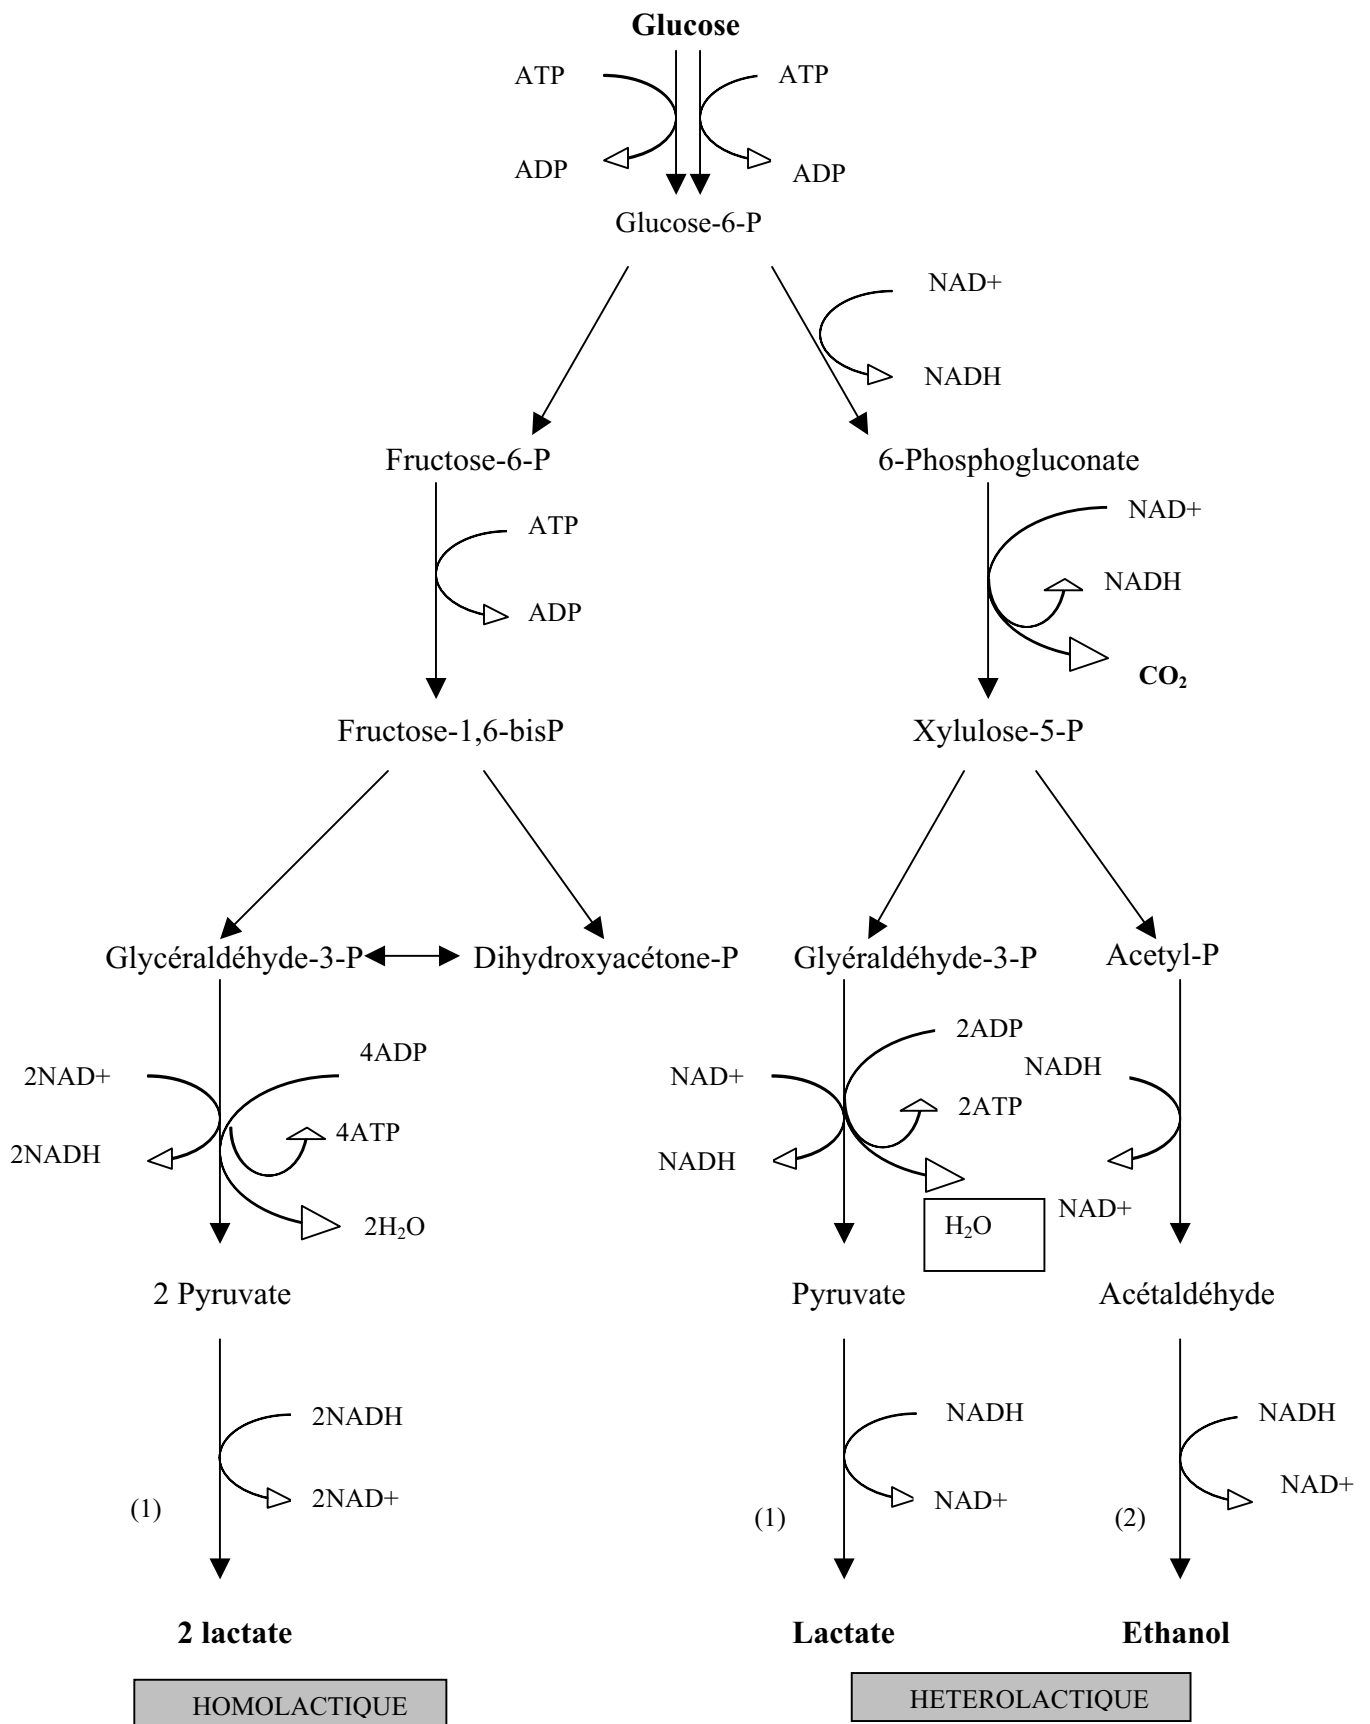 Glucose
ATP ATP
ADP ADP
Glucose-6-P
NAD+
NADH
Fructose-6-P 6-Phosphogluconate
ATP NAD+
ADP NADH
CO₂
Fructose-1,6-bisP Xylulose-5-P
Glycéraldéhyde-3-P Dihydroxyacétone-P Glyéraldéhyde-3-P Acetyl-P
2NAD+ 4ADP NAD+ 2ADP NADH
2NADH 4ATP NADH 2ATP
2H₂O H₂O NAD+
2 Pyruvate Pyruvate Acétaldéhyde
2NADH NADH NADH
(1) 2NAD+ (1) NAD+ (2) NAD+
2 lactate Lactate Ethanol
HOMOLACTIQUE HETEROLACTIQUE